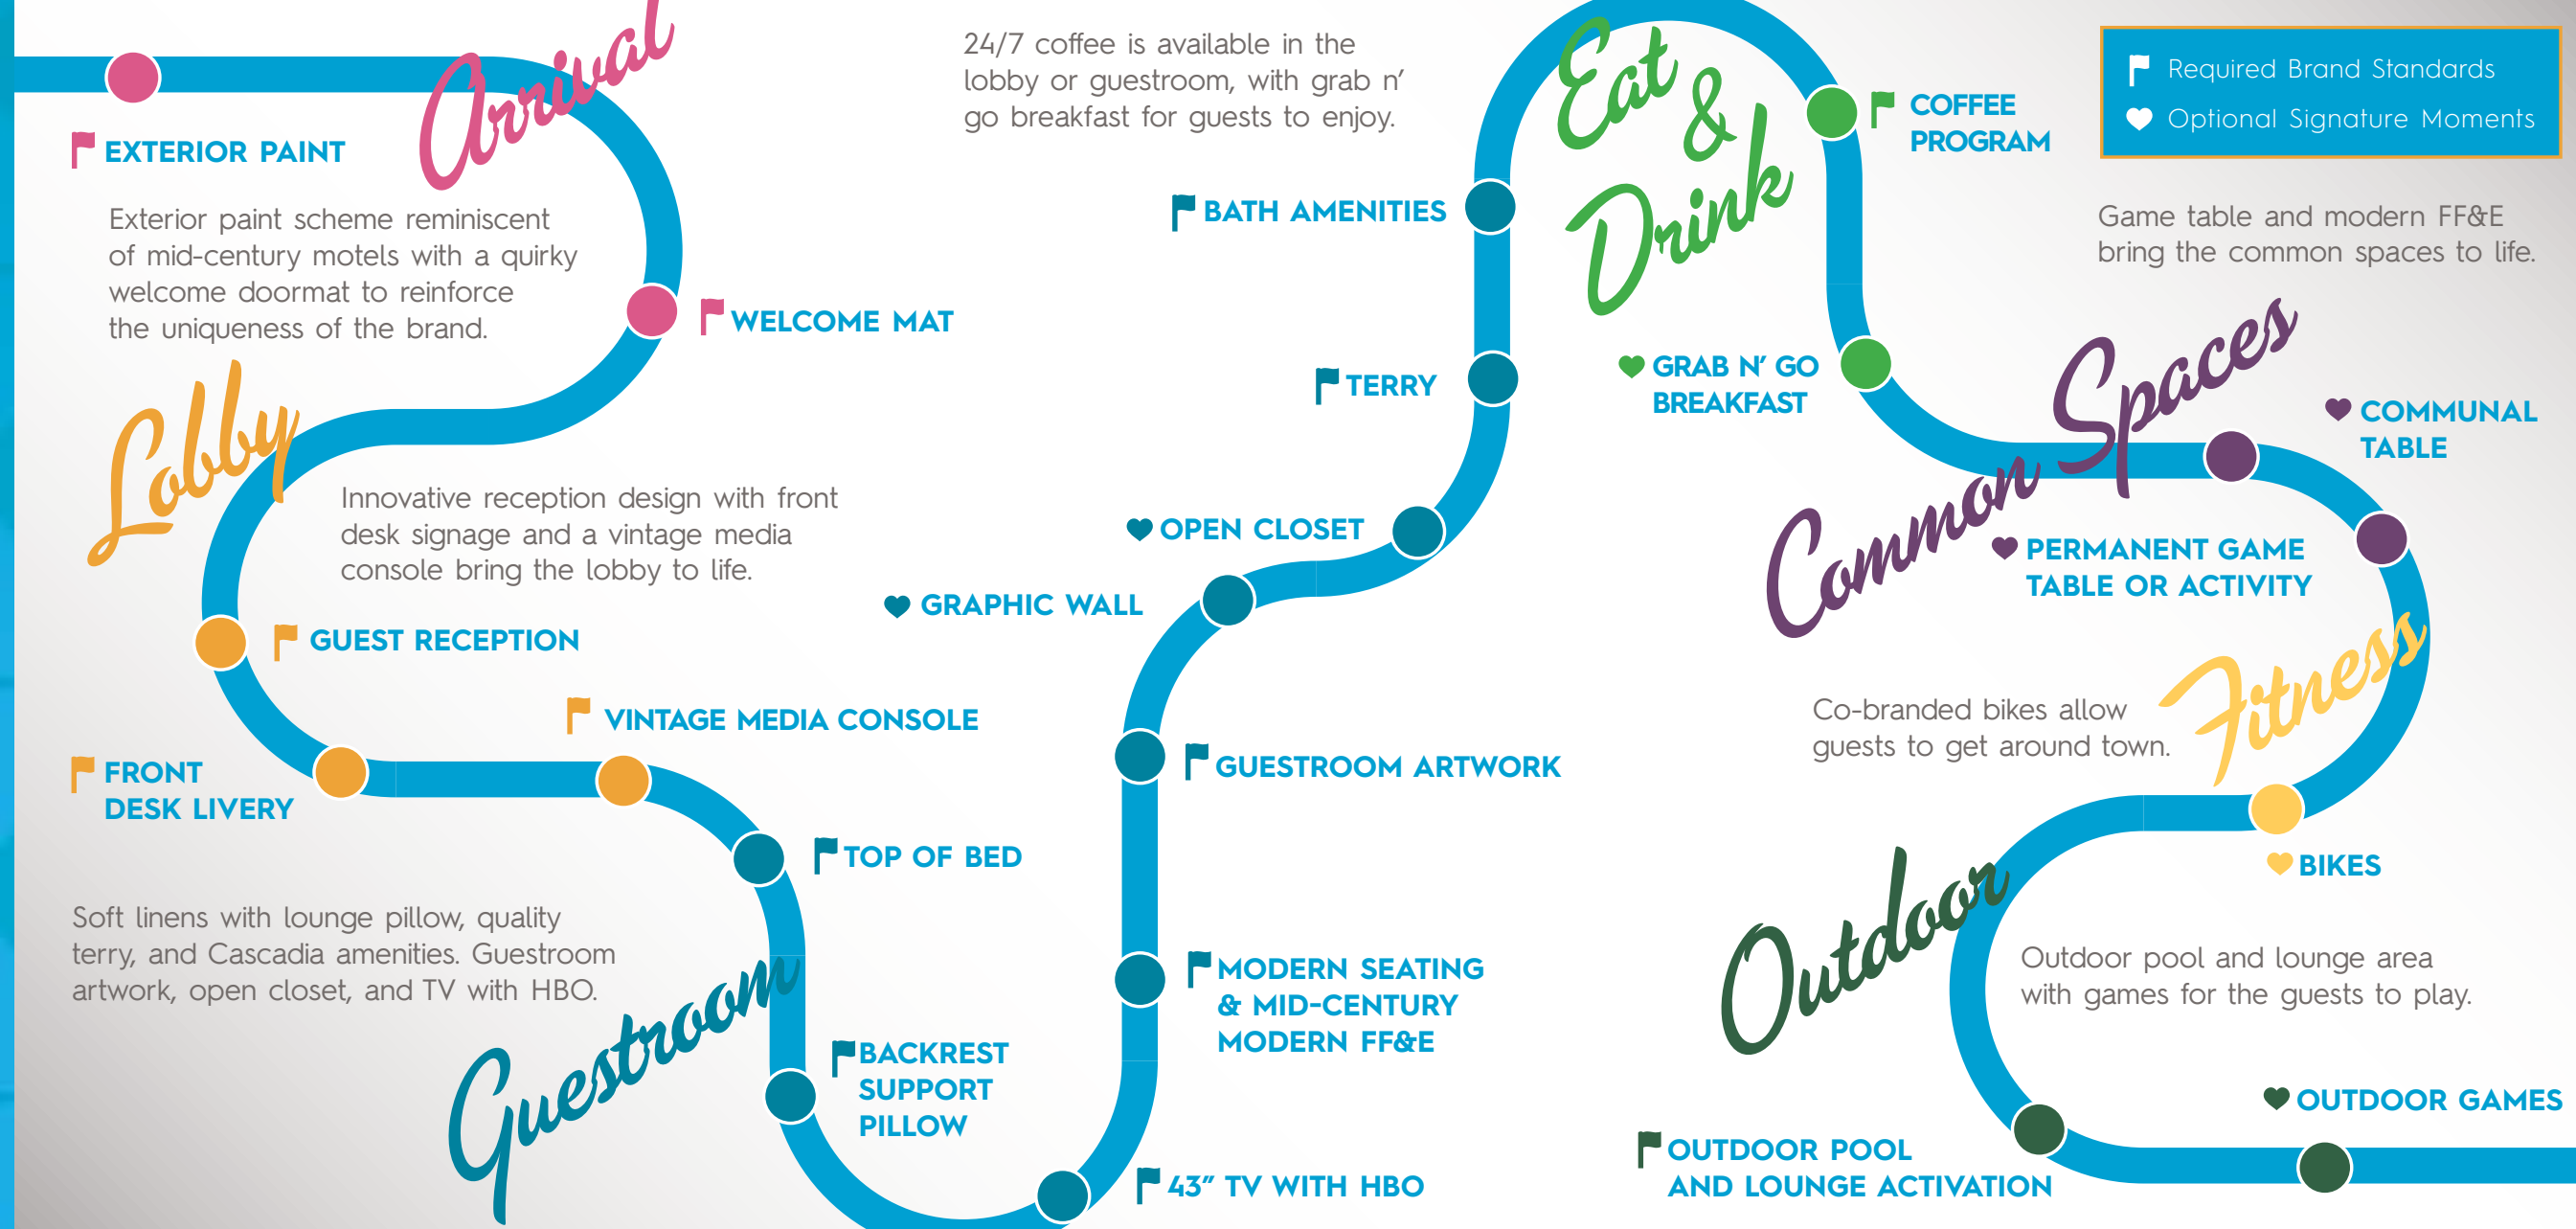 Arrival
EXTERIOR PAINT
Exterior paint scheme reminiscent
of mid-century motels with a quirky
welcome doormat to reinforce
the uniqueness of the brand.
WELCOME MAT
Lobby
Innovative reception design with front
desk signage and a vintage media
console bring the lobby to life.
GUEST RECEPTION
FRONT
DESK LIVERY
VINTAGE MEDIA CONSOLE
Guestroom
Soft linens with lounge pillow, quality
terry, and Cascadia amenities. Guestroom
artwork, open closet, and TV with HBO.
TOP OF BED
BACKREST
SUPPORT
PILLOW
43” TV WITH HBO
MODERN SEATING
& MID-CENTURY
MODERN FF&E
GUESTROOM ARTWORK
GRAPHIC WALL
OPEN CLOSET
TERRY
BATH AMENITIES
24/7 coffee is available in the
lobby or guestroom, with grab n’
go breakfast for guests to enjoy.
Eat
&
Drink
COFFEE
PROGRAM
GRAB N’ GO
BREAKFAST
Required Brand Standards
Optional Signature Moments
Game table and modern FF&E
bring the common spaces to life.
Common Spaces
COMMUNAL
TABLE
PERMANENT GAME
TABLE OR ACTIVITY
Fitness
Co-branded bikes allow
guests to get around town.
BIKES
Outdoor
Outdoor pool and lounge area
with games for the guests to play.
OUTDOOR POOL
AND LOUNGE ACTIVATION
OUTDOOR GAMES